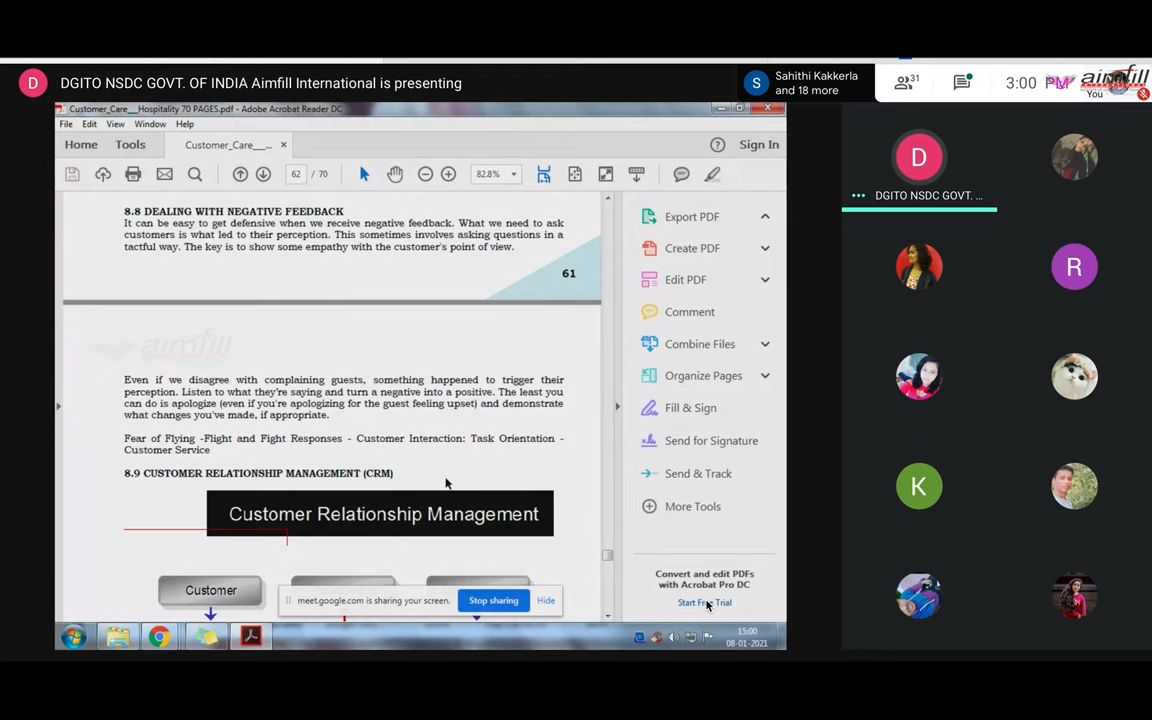 D DGITO NSDC GOVT. OF INDIA Aimfill International is presenting
S Sahithi Kakkerla
and 18 more
31
3:00 PM
aimfill
You
Customer_Care___Hospitality 70 PAGES.pdf - Adobe Acrobat Reader DC
File Edit View Window Help
Home Tools Customer_Care___... × Sign In
62 / 70 82.8%
8.8 DEALING WITH NEGATIVE FEEDBACK
It can be easy to get defensive when we receive negative feedback. What we need to ask
customers is what led to their perception. This sometimes involves asking questions in a
tactful way. The key is to show some empathy with the customer's point of view.
61
aimfill
Even if we disagree with complaining guests, something happened to trigger their
perception. Listen to what they're saying and turn a negative into a positive. The least you
can do is apologize (even if you're apologizing for the guest feeling upset) and demonstrate
what changes you've made, if appropriate.
Fear of Flying -Flight and Fight Responses - Customer Interaction: Task Orientation -
Customer Service
8.9 CUSTOMER RELATIONSHIP MANAGEMENT (CRM)
Customer Relationship Management
Customer
meet.google.com is sharing your screen. Stop sharing Hide
Export PDF
Create PDF
Edit PDF
Comment
Combine Files
Organize Pages
Fill & Sign
Send for Signature
Send & Track
More Tools
Convert and edit PDFs
with Acrobat Pro DC
Start Free Trial
15:00
08-01-2021
D
DGITO NSDC GOVT. ...
R
K